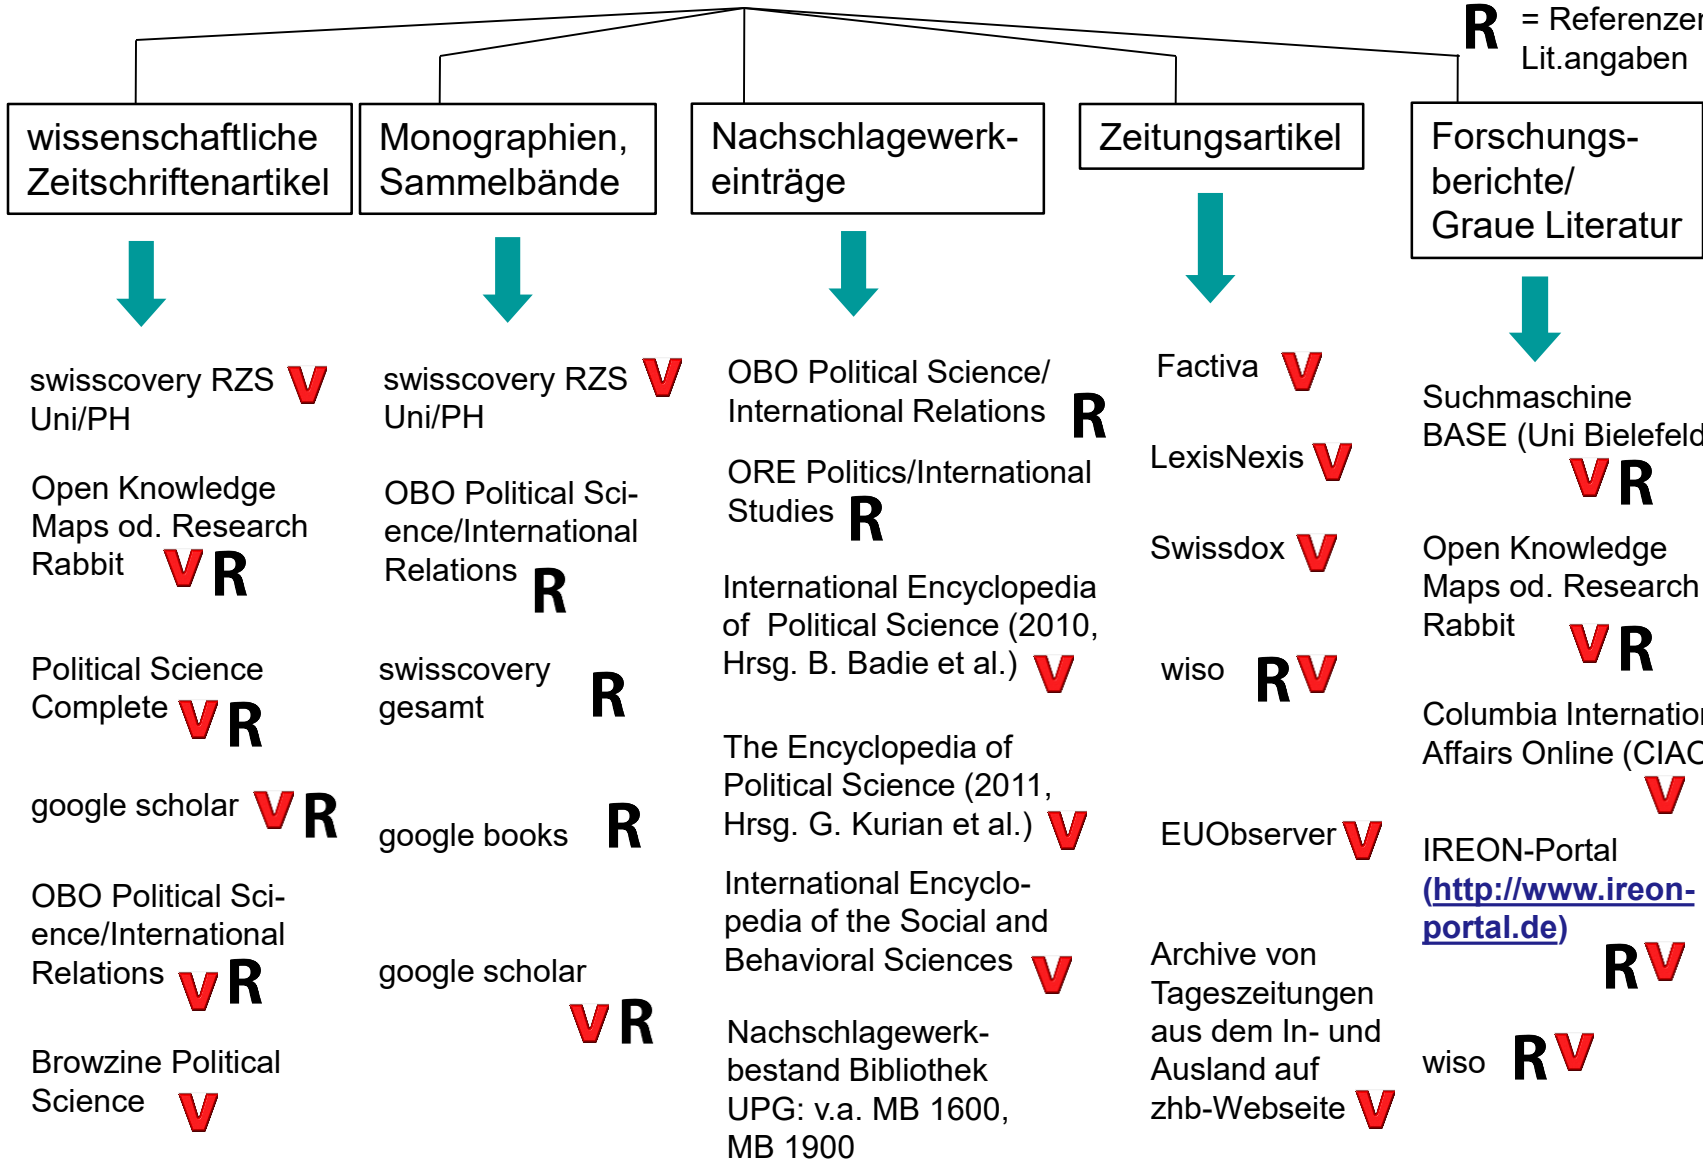 R = Referenzen
Lit.angaben
wissenschaftliche
Zeitschriftenartikel
swisscovery RZS V
Uni/PH
Open Knowledge
Maps od. Research
Rabbit V R
Political Science
Complete V R
google scholar V R
OBO Political Sci-
ence/International
Relations V R
Browzine Political
Science V
Monographien,
Sammelbände
swisscovery RZS V
Uni/PH
OBO Political Sci-
ence/International
Relations R
swisscovery
gesamt R
google books R
google scholar
V R
Nachschlagewerk-
einträge
OBO Political Science/
International Relations R
ORE Politics/International
Studies R
International Encyclopedia
of Political Science (2010,
Hrsg. B. Badie et al.) V
The Encyclopedia of
Political Science (2011,
Hrsg. G. Kurian et al.) V
International Encyclo-
pedia of the Social and
Behavioral Sciences V
Nachschlagewerk-
bestand Bibliothek
UPG: v.a. MB 1600,
MB 1900
Zeitungsartikel
Factiva V
LexisNexis V
Swissdox V
wiso R V
EUObserver V
Archive von
Tageszeitungen
aus dem In- und
Ausland auf
zhb-Webseite V
Forschungs-
berichte/
Graue Literatur
Suchmaschine
BASE (Uni Bielefeld
V R
Open Knowledge
Maps od. Research
Rabbit V R
Columbia Internation
Affairs Online (CIAO
V
IREON-Portal
(http://www.ireon-
portal.de)
R V
wiso R V